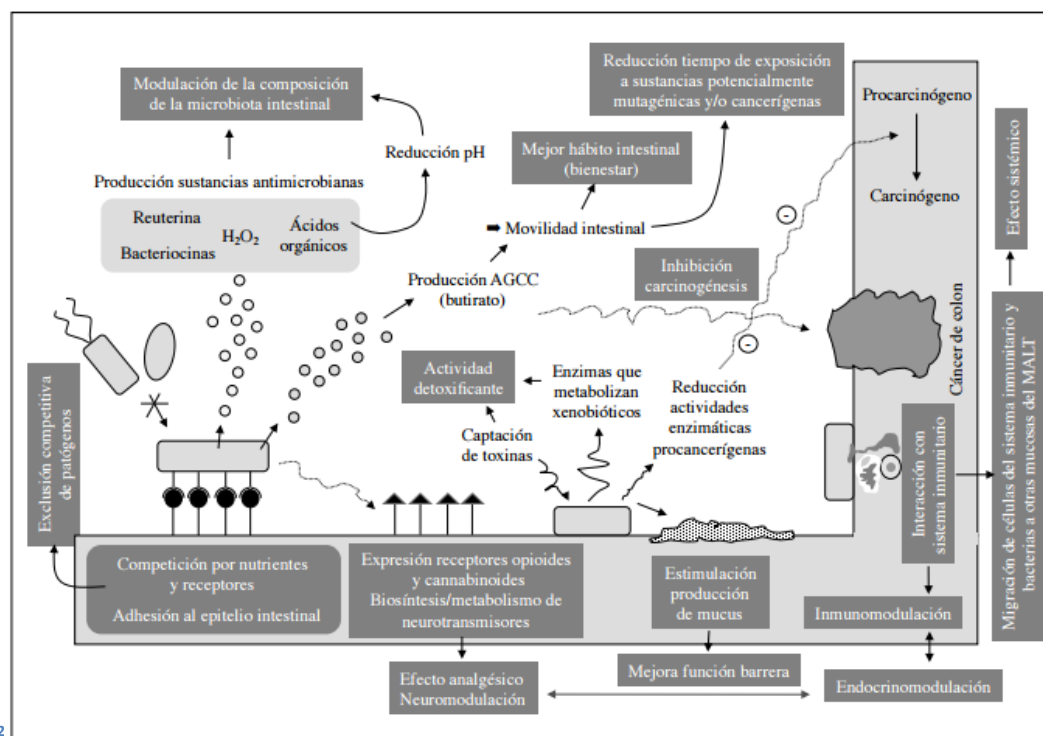 Modulación de la composición
de la microbiota intestinal
Reducción tiempo de exposición
a sustancias potencialmente
mutagénicas y/o cancerígenas
Procarcinógeno
Carcinógeno
Efecto sistémico
Reducción pH
Mejor hábito intestinal
(bienestar)
Producción sustancias antimicrobianas
Reuterina
H₂O₂
Ácidos
orgánicos
Bacteriocinas
➡ Movilidad intestinal
-
Producción AGCC
(butirato)
Inhibición
carcinogénesis
-
Cáncer de colon
Actividad
detoxificante
Enzimas que
metabolizan
xenobióticos
Reducción
actividades
enzimáticas
procancerígenas
Captación
de toxinas
Exclusión competitiva
de patógenos
Interacción con
sistema inmunitario
Migración de células del sistema inmunitario y
bacterias a otras mucosas del MALT
Competición por nutrientes
y receptores
Adhesión al epitelio intestinal
Expresión receptores opioides
y cannabinoides
Biosíntesis/metabolismo de
neurotransmisores
Estimulación
producción
de mucus
Inmunomodulación
Efecto analgésico
Neuromodulación
Mejora función barrera
Endocrinomodulación
2